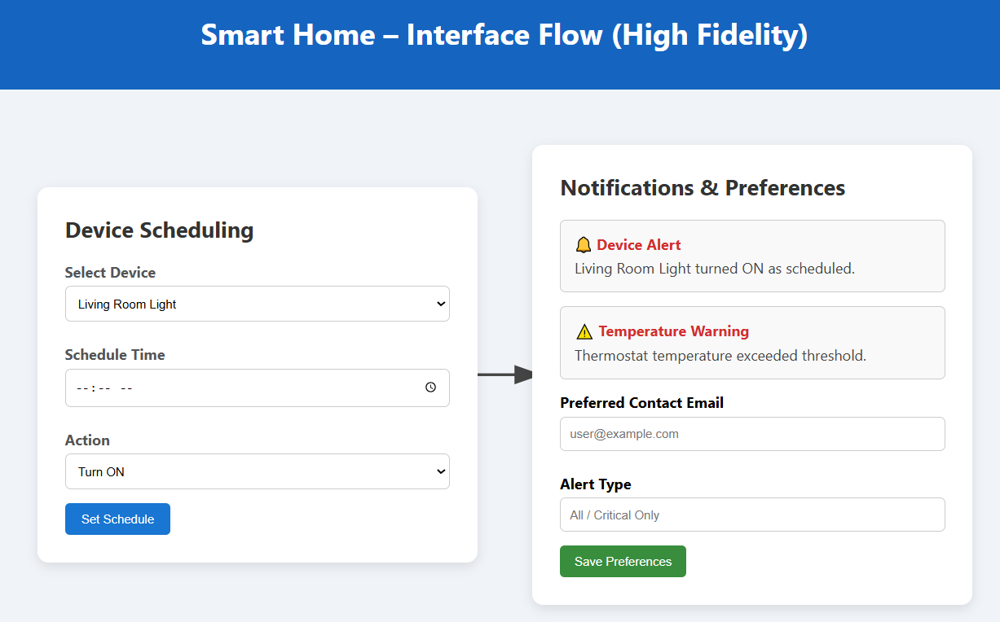 Smart Home – Interface Flow (High Fidelity)
Device Scheduling
Select Device
Living Room Light
Schedule Time
--:-- --
Action
Turn ON
Set Schedule
Notifications & Preferences
🔔 Device Alert
Living Room Light turned ON as scheduled.
⚠️ Temperature Warning
Thermostat temperature exceeded threshold.
Preferred Contact Email
user@example.com
Alert Type
All / Critical Only
Save Preferences